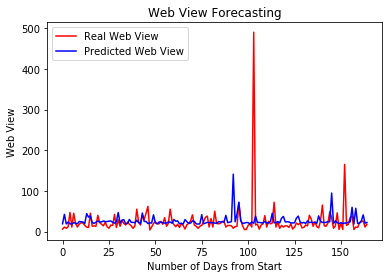 Web View Forecasting
Real Web View
Predicted Web View
500
400
300
200
100
0
Web View
0
25
50
75
100
125
150
Number of Days from Start